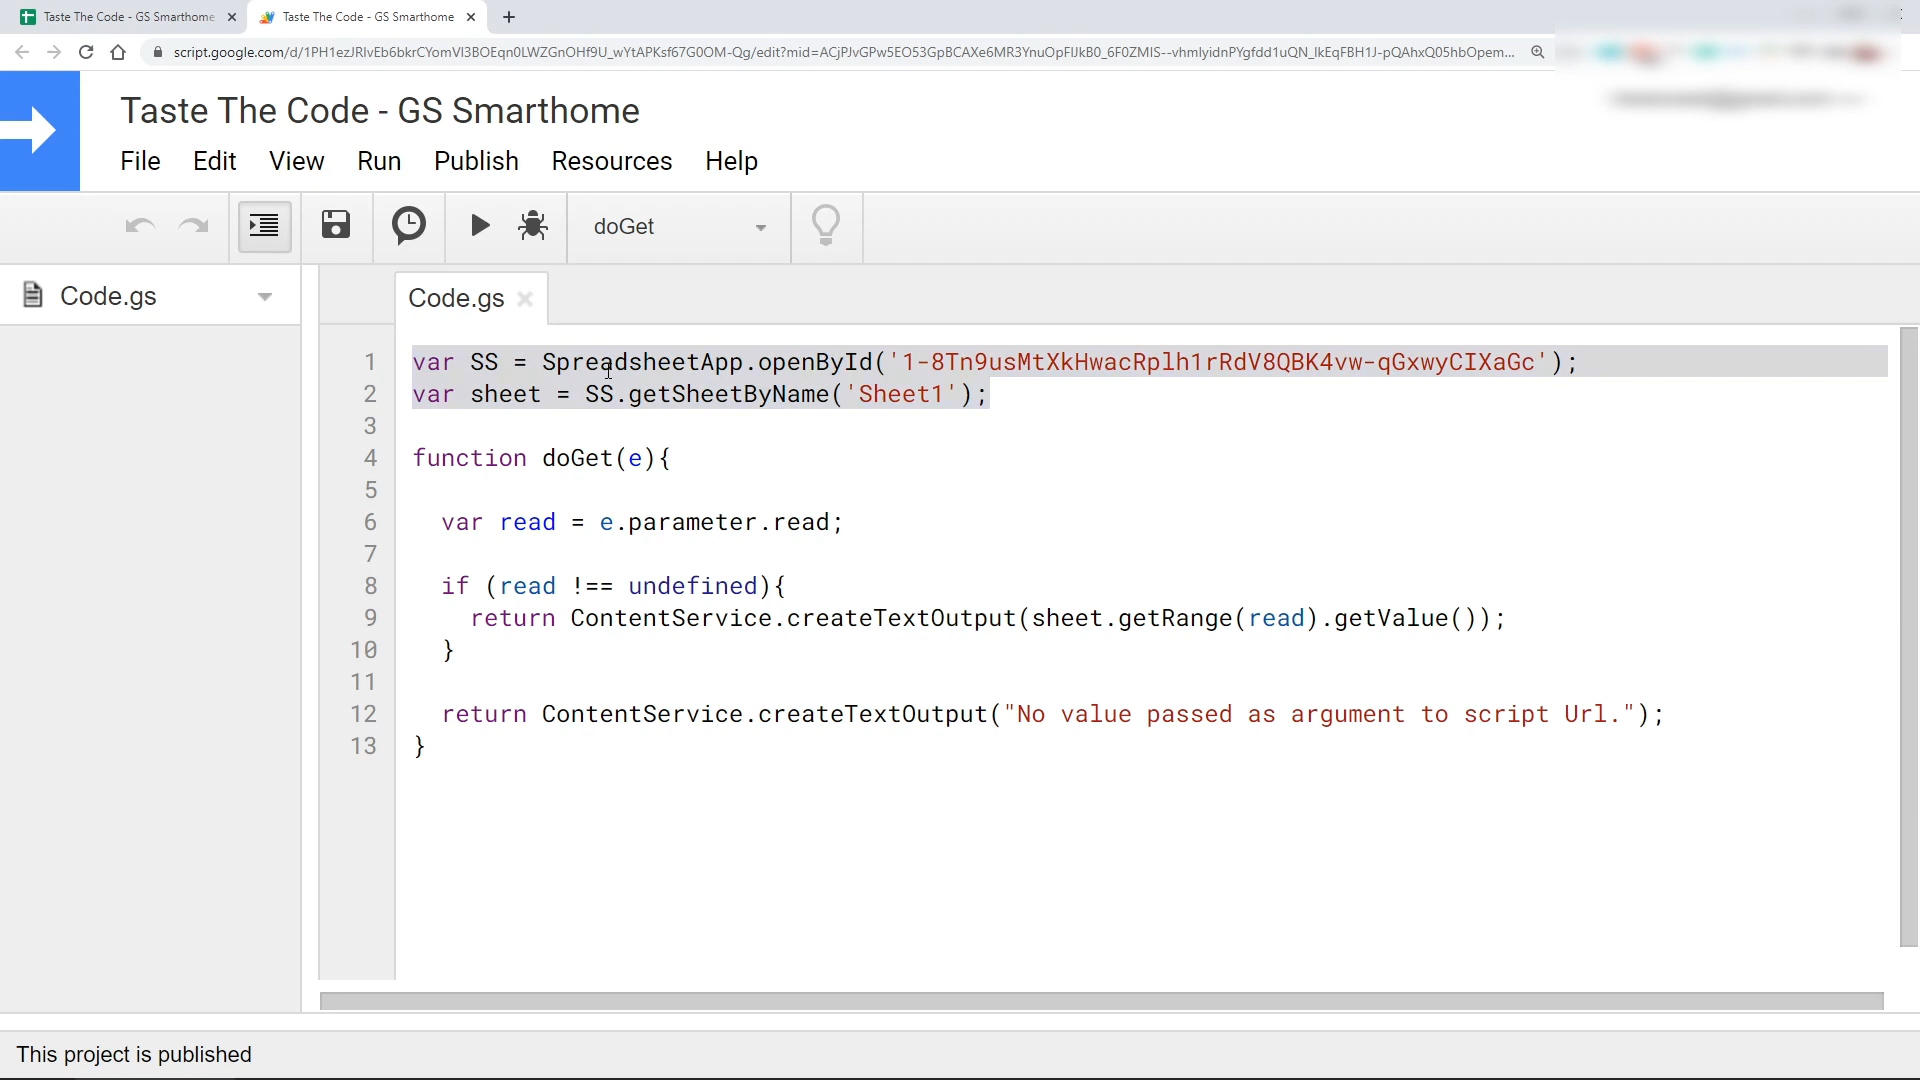 Taste The Code - GS Smarthome
Taste The Code - GS Smarthome
script.google.com/d/1PH1ezJRlvEb6bkrCYomVl3BOEqn0LWZGnOHf9U_wYtAPKsf67G0OM-Qg/edit?mid=ACjPJvGPw5EO53GpBCAXe6MR3YnuOpFlJkB0_6F0ZMIS--vhmlyidnPYgfdd1uQN_lkEqFBH1J-pQAhxQ05hbOpem...
Taste The Code - GS Smarthome
File Edit View Run Publish Resources Help
doGet
Code.gs
Code.gs
1 var SS = SpreadsheetApp.openById('1-8Tn9usMtXkHwacRplh1rRdV8QBK4vw-qGxwyCIXaGc');
2 var sheet = SS.getSheetByName('Sheet1');
3
4 function doGet(e){
5
6 var read = e.parameter.read;
7
8 if (read !== undefined){
9 return ContentService.createTextOutput(sheet.getRange(read).getValue());
10 }
11
12 return ContentService.createTextOutput("No value passed as argument to script Url.");
13 }
This project is published